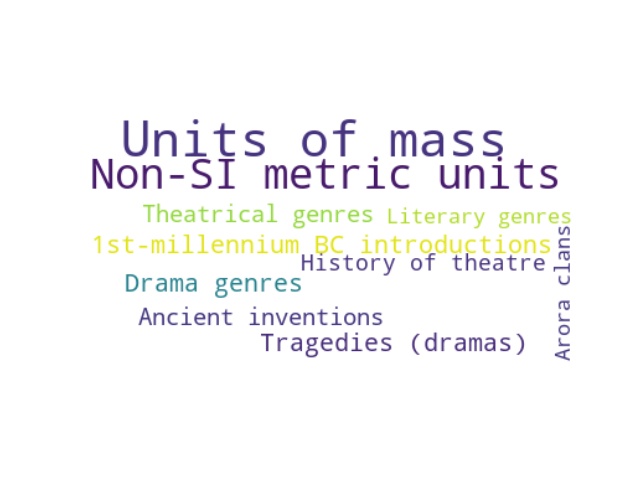 Units of mass
Non-SI metric units
Theatrical genres
Literary genres
1st-millennium BC introductions
History of theatre
Drama genres
Ancient inventions
Tragedies (dramas)
Arora clans